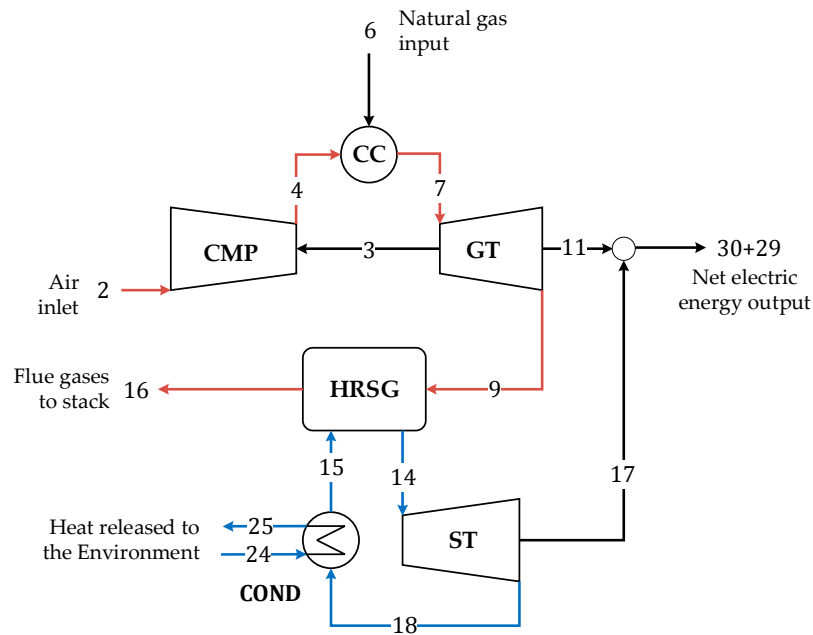 6
Natural gas
input
CC
4
7
CMP
3
GT
11
30+29
Net electric
energy output
Air
inlet
2
Flue gases
to stack
16
HRSG
9
15
14
17
Heat released to
the Environment
25
24
ST
COND
18